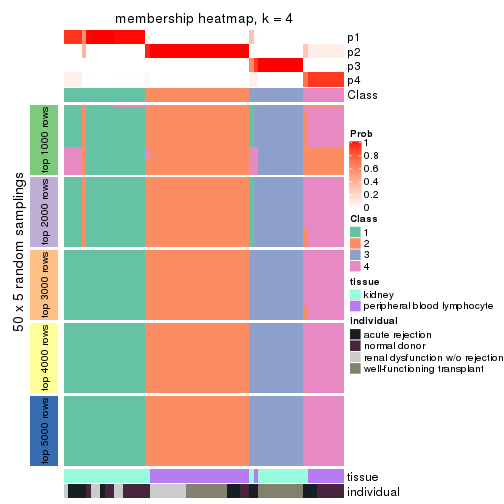 membership heatmap, k = 4
p1
p2
p3
p4
Class
50 x 5 random samplings
top 1000 rows
top 2000 rows
top 3000 rows
top 4000 rows
top 5000 rows
Prob
1
0.8
0.6
0.4
0.2
0
Class
1
2
3
4
tissue
kidney
peripheral blood lymphocyte
individual
acute rejection
normal donor
renal dysfunction w/o rejection
well-functioning transplant
tissue
individual